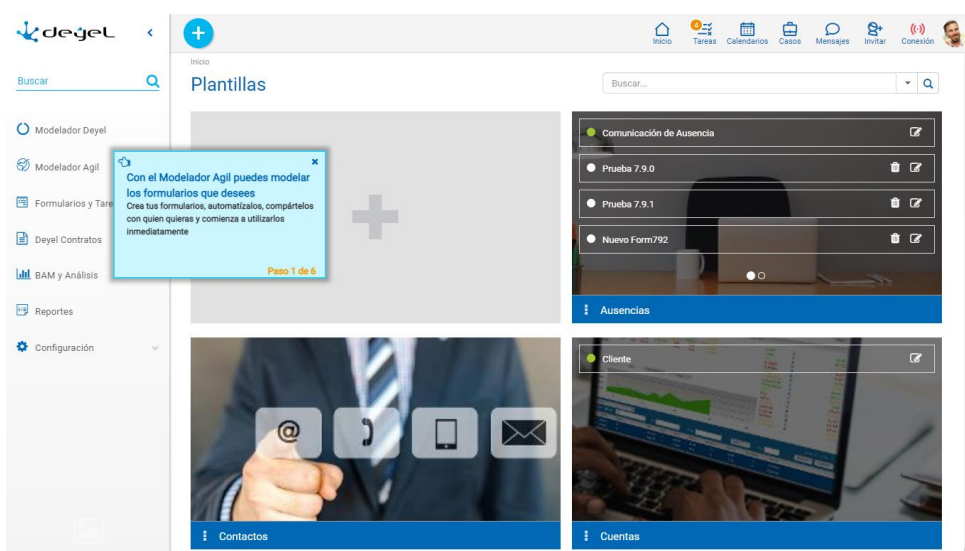 deyel
Buscar
Modelador Deyel
Modelador Agil
Formularios y Tare
Deyel Contratos
BAM y Análisis
Reportes
Configuración
Inicio
4
Tareas
Calendarios
Casos
Mensajes
Invitar
Conexión
Inicio
Plantillas
Buscar...
Con el Modelador Agil puedes modelar
los formularios que desees
Crea tus formularios, automatízalos, compártelos
con quien quieras y comienza a utilizarlos
inmediatamente
Paso 1 de 6
Comunicación de Ausencia
Prueba 7.9.0
Prueba 7.9.1
Nuevo Form792
Ausencias
@
Contactos
Cliente
Cuentas